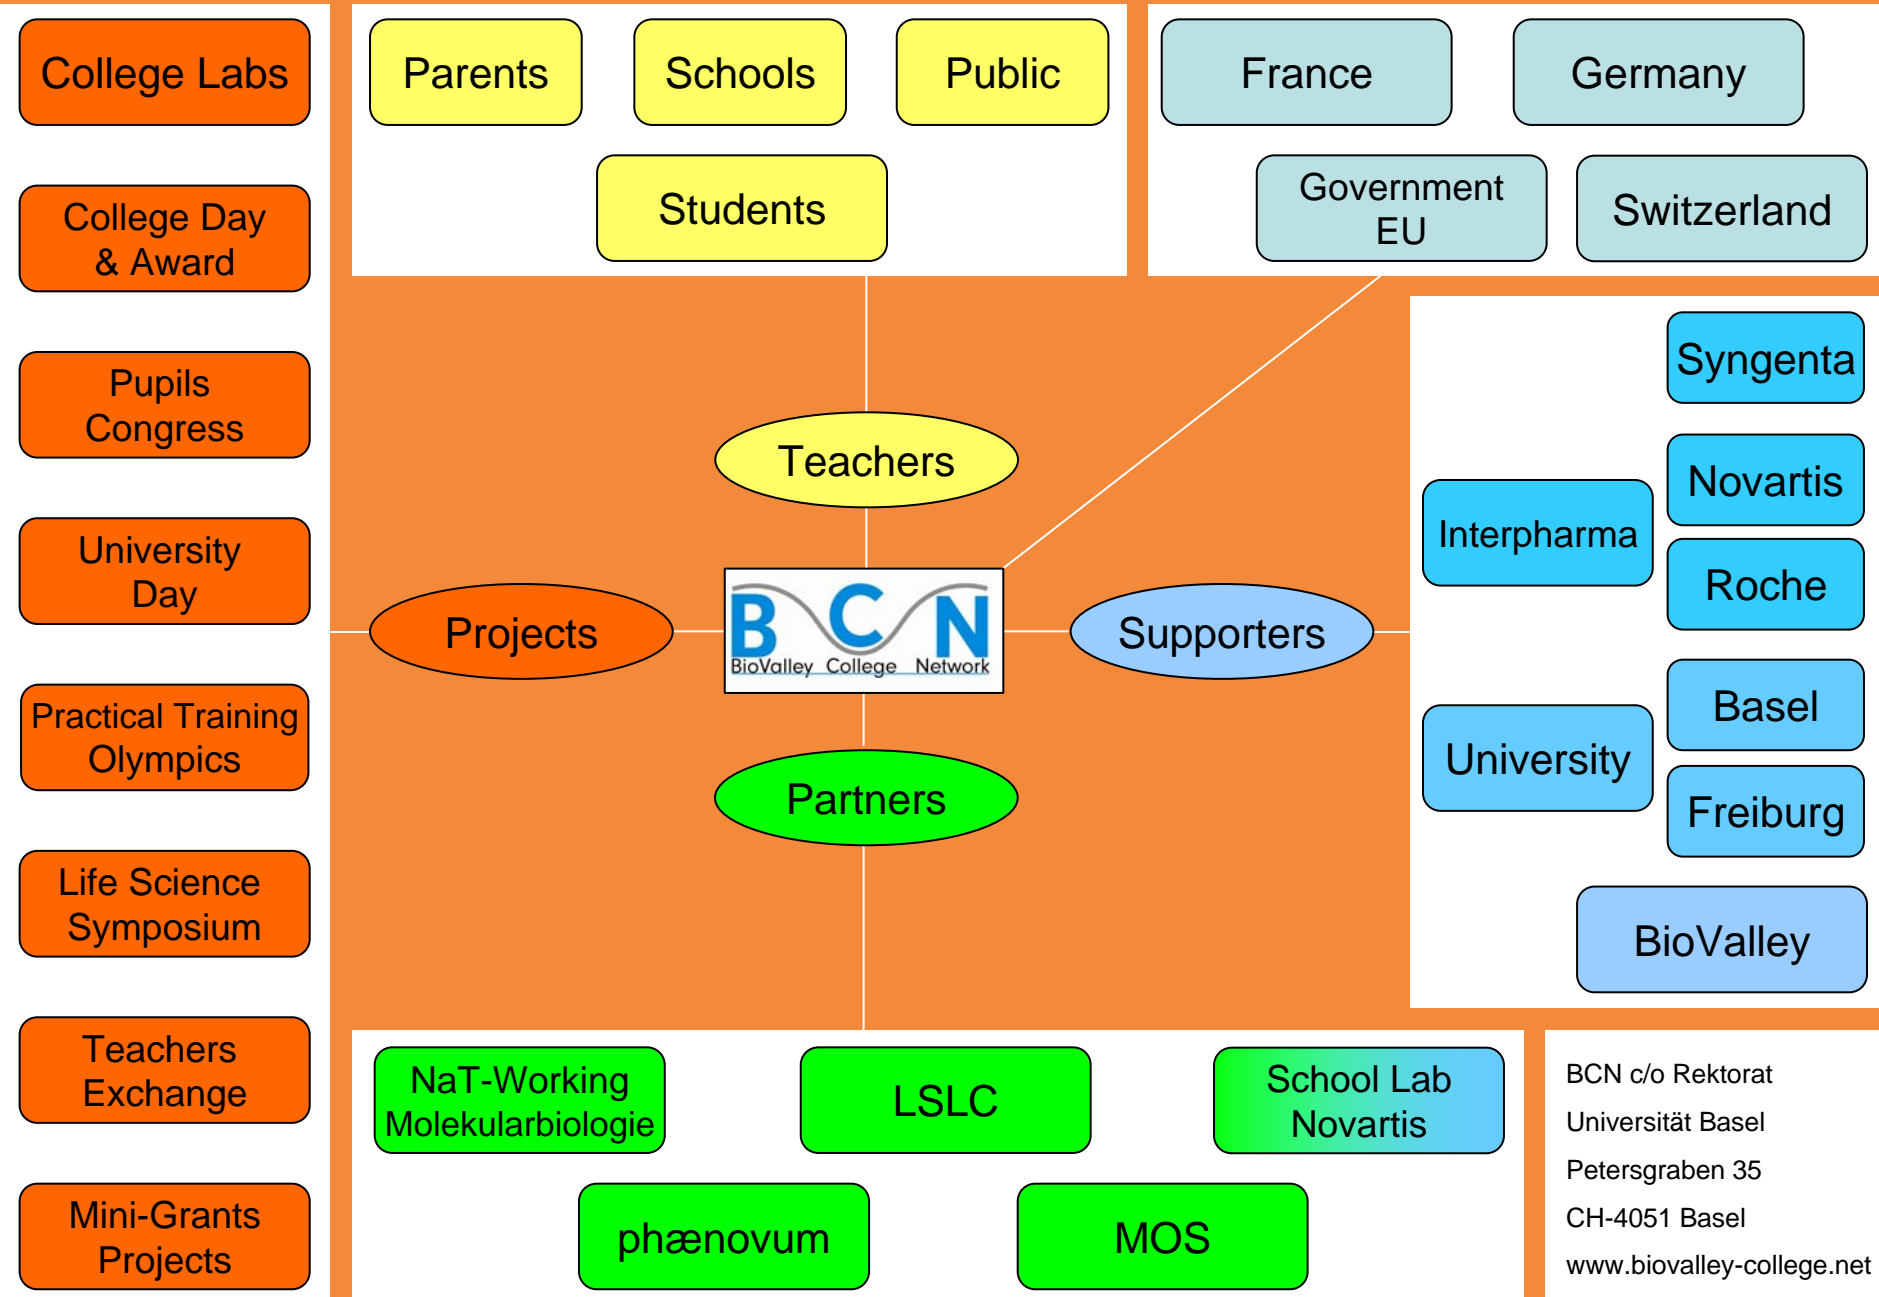 College Labs
College Day
& Award
Pupils
Congress
University
Day
Practical Training
Olympics
Life Science
Symposium
Teachers
Exchange
Mini-Grants
Projects
Parents
Schools
Public
Students
France
Germany
Government
EU
Switzerland
Teachers
Projects
B C N
BioValley College Network
Supporters
Partners
Syngenta
Interpharma
Novartis
Roche
University
Basel
Freiburg
BioValley
NaT-Working
Molekularbiologie
LSLC
School Lab
Novartis
phænovum
MOS
BCN c/o Rektorat
Universität Basel
Petersgraben 35
CH-4051 Basel
www.biovalley-college.net